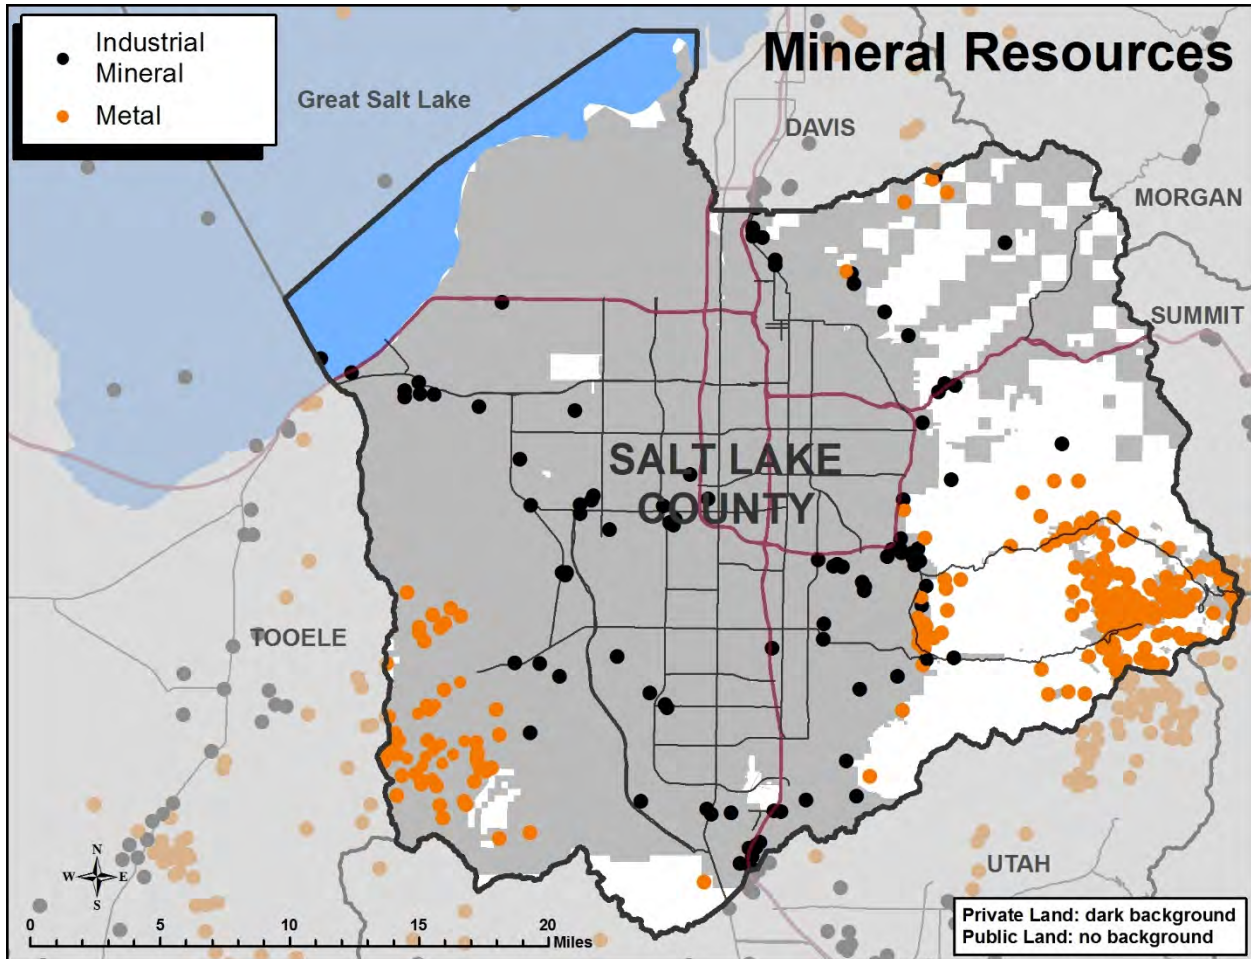 Industrial
Mineral
Metal
Mineral Resources
Great Salt Lake
DAVIS
MORGAN
SUMMIT
SALT LAKE
COUNTY
TOOELE
UTAH
N
W E
S
0 5 10 15 20
Miles
Private Land: dark background
Public Land: no background